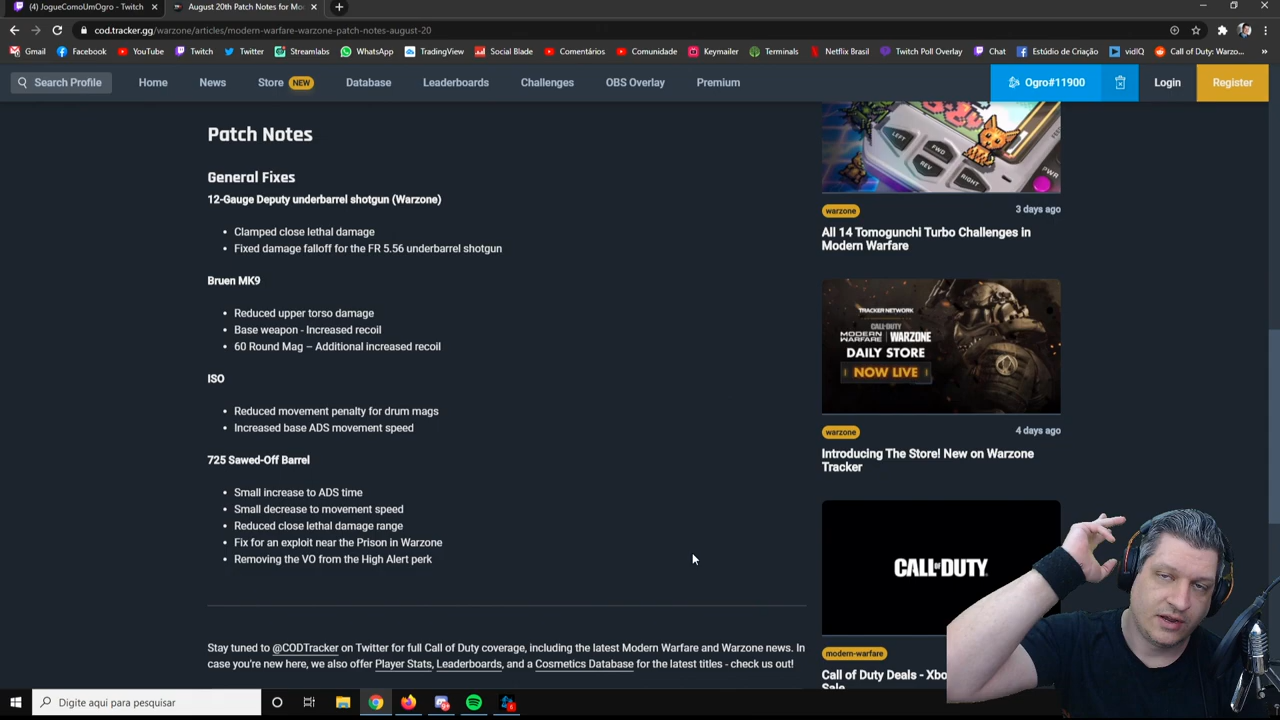 (4) JogueComoUmOgro - Twitch
August 20th Patch Notes for Mo
cod.tracker.gg/warzone/articles/modern-warfare-warzone-patch-notes-august-20
Gmail Facebook YouTube Twitch Twitter Streamlabs WhatsApp TradingView Social Blade Comentários Comunidade Keymailer Terminals Netflix Brasil Twitch Poll Overlay Chat Estúdio de Criação vidIQ Call of Duty: Warzo...
Search Profile Home News Store NEW Database Leaderboards Challenges OBS Overlay Premium Ogro#11900 Login Register
Patch Notes
General Fixes
12-Gauge Deputy underbarrel shotgun (Warzone)
Clamped close lethal damage
Fixed damage falloff for the FR 5.56 underbarrel shotgun
Bruen MK9
Reduced upper torso damage
Base weapon - Increased recoil
60 Round Mag – Additional increased recoil
ISO
Reduced movement penalty for drum mags
Increased base ADS movement speed
725 Sawed-Off Barrel
Small increase to ADS time
Small decrease to movement speed
Reduced close lethal damage range
Fix for an exploit near the Prison in Warzone
Removing the VO from the High Alert perk
Stay tuned to @CODTracker on Twitter for full Call of Duty coverage, including the latest Modern Warfare and Warzone news. In
case you're new here, we also offer Player Stats, Leaderboards, and a Cosmetics Database for the latest titles - check us out!
LEFT
FWD
REV
RIGHT
PWR
warzone 3 days ago
All 14 Tomogunchi Turbo Challenges in
Modern Warfare
TRACKER NETWORK
CALL OF DUTY
MODERN WARFARE WARZONE
DAILY STORE
NOW LIVE
warzone 4 days ago
Introducing The Store! New on Warzone
Tracker
CALL OF DUTY
modern-warfare
Call of Duty Deals - Xbo
Sale
Digite aqui para pesquisar